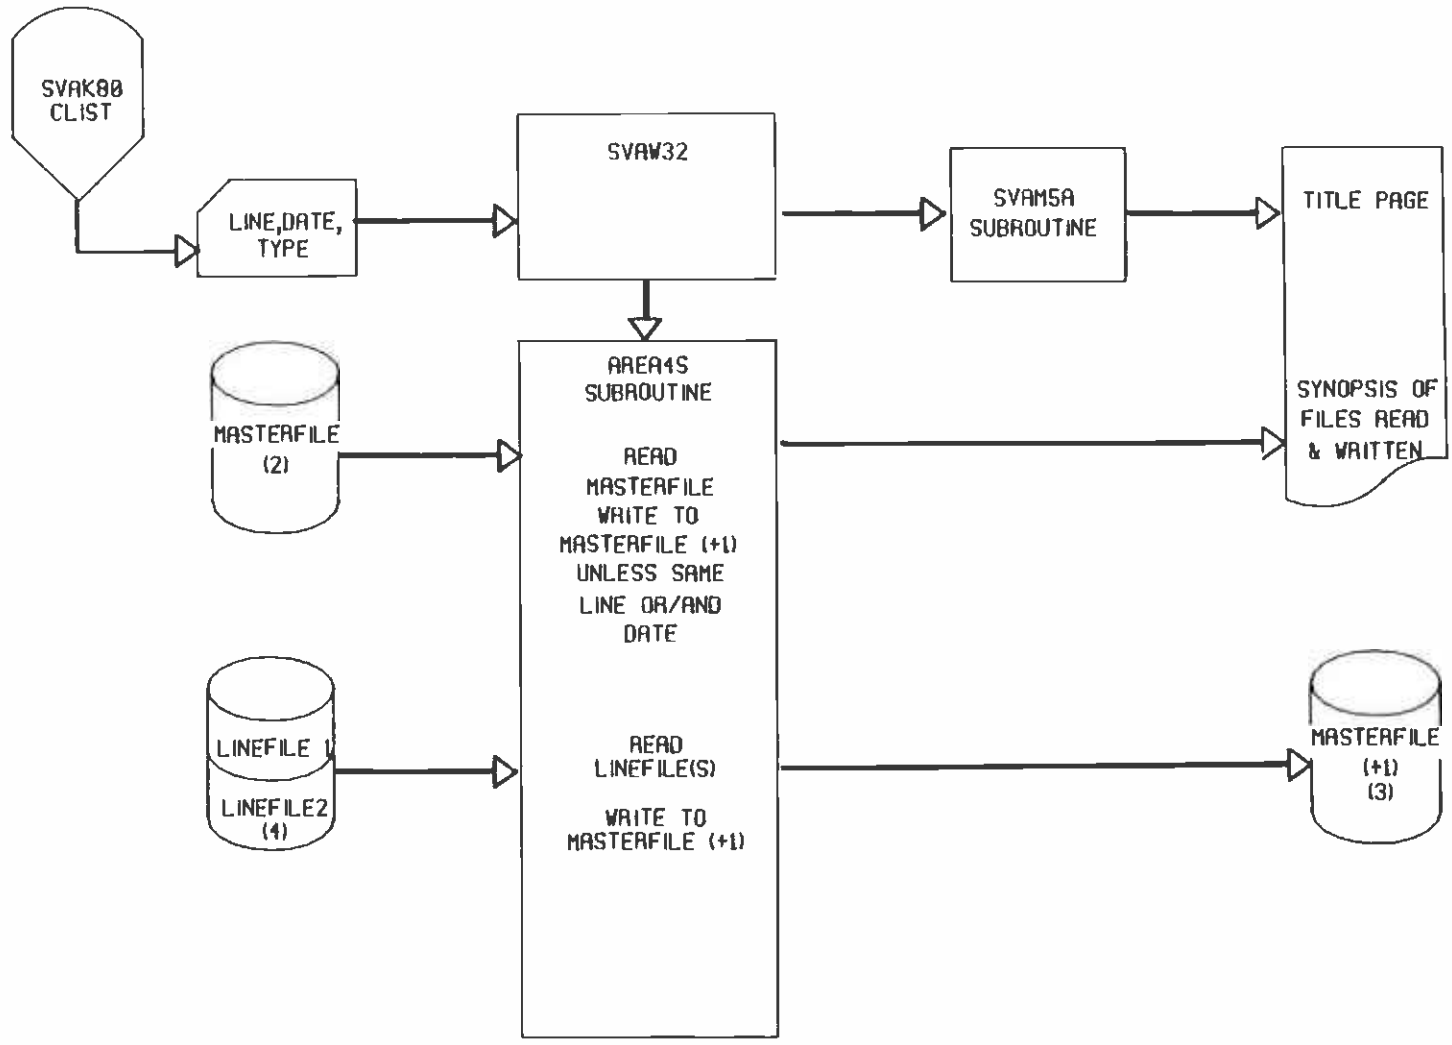 SVAK80
CLIST
LINE,DATE,
TYPE
SVAW32
SVAM5A
SUBROUTINE
TITLE PAGE
SYNOPSIS OF
FILES READ
& WRITTEN
MASTERFILE
(2)
AREA4S
SUBROUTINE
READ
MASTERFILE
WRITE TO
MASTERFILE (+1)
UNLESS SAME
LINE OR/AND
DATE
READ
LINEFILE(S)
WRITE TO
MASTERFILE (+1)
LINEFILE 1
LINEFILE2
(4)
MASTERFILE
(+1)
(3)